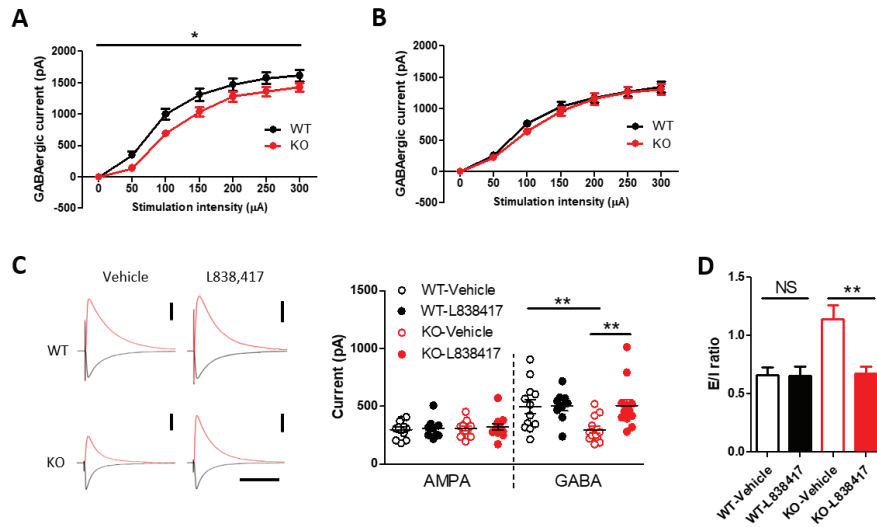 A
*
2000
1500
1000
500
0
-500
GABAergic current (pA)
WT
KO
0 50 100 150 200 250 300
Stimulation intensity (µA)
B
2000
1500
1000
500
0
-500
GABAergic current (pA)
WT
KO
0 50 100 150 200 250 300
Stimulation intensity (µA)
C
Vehicle L838,417
WT
KO
1500
1000
500
0
Current (pA)
WT-Vehicle
WT-L838417
KO-Vehicle
KO-L838417
**
**
AMPA GABA
D
1.5
1.0
0.5
0.0
E/I ratio
NS **
WT-Vehicle
WT-L838417
KO-Vehicle
KO-L838417